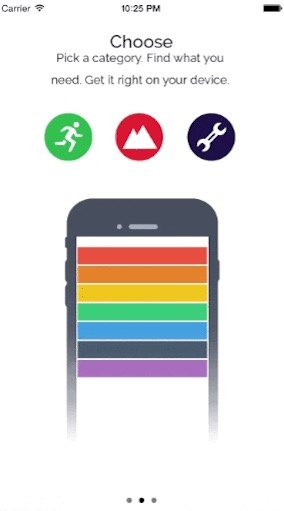 Carrier 10:25 PM
Choose
Pick a category. Find what you
need. Get it right on your device.